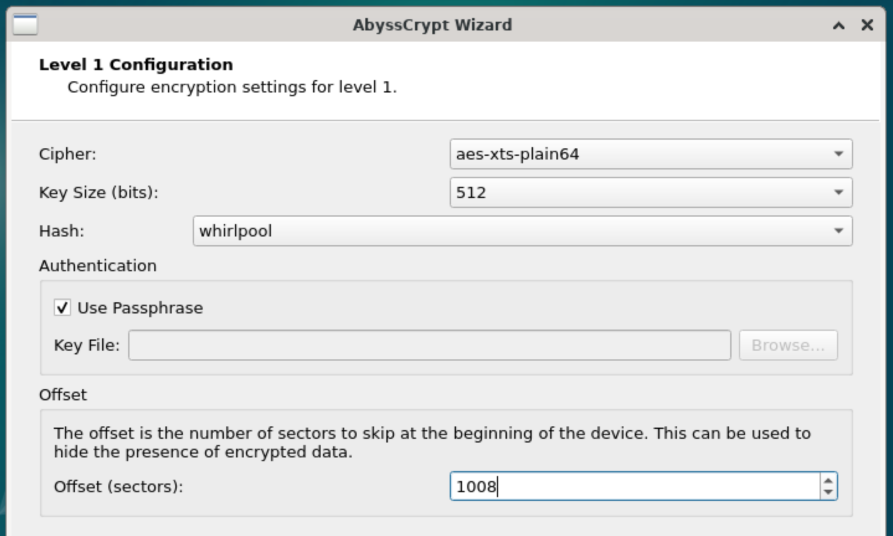 AbyssCrypt Wizard
Level 1 Configuration
Configure encryption settings for level 1.
Cipher: aes-xts-plain64
Key Size (bits): 512
Hash: whirlpool
Authentication
Use Passphrase
Key File: Browse...
Offset
The offset is the number of sectors to skip at the beginning of the device. This can be used to
hide the presence of encrypted data.
Offset (sectors): 1008